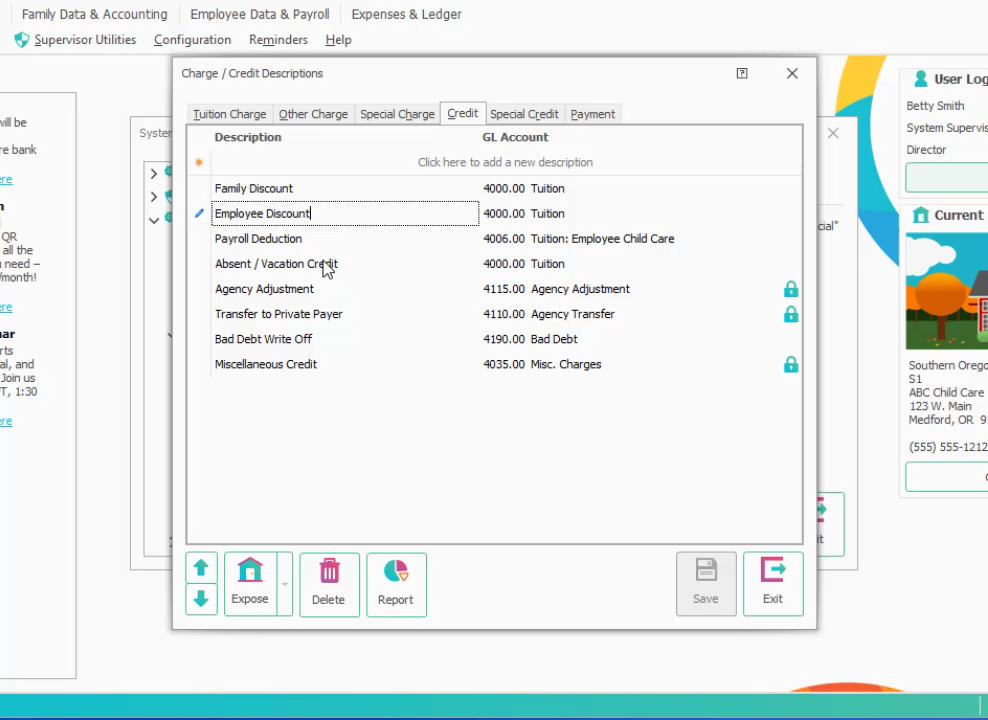 Family Data & Accounting
Employee Data & Payroll
Expenses & Ledger
Supervisor Utilities
Configuration
Reminders
Help
will be
re bank
ere
n
QR
all the
u need –
/month!
ere
nar
rts
al, and
Join us
T, 1:30
ere
System
cial"
it
Charge / Credit Descriptions
Tuition Charge
Other Charge
Special Charge
Credit
Special Credit
Payment
Description GL Account
Click here to add a new description
Family Discount 4000.00 Tuition
Employee Discount 4000.00 Tuition
Payroll Deduction 4006.00 Tuition: Employee Child Care
Absent / Vacation Credit 4000.00 Tuition
Agency Adjustment 4115.00 Agency Adjustment
Transfer to Private Payer 4110.00 Agency Transfer
Bad Debt Write Off 4190.00 Bad Debt
Miscellaneous Credit 4035.00 Misc. Charges
Expose
Delete
Report
Save
Exit
User Log
Betty Smith
System Supervis
Director
Current
Southern Orego
S1
ABC Child Care
123 W. Main
Medford, OR 9
(555) 555-1212